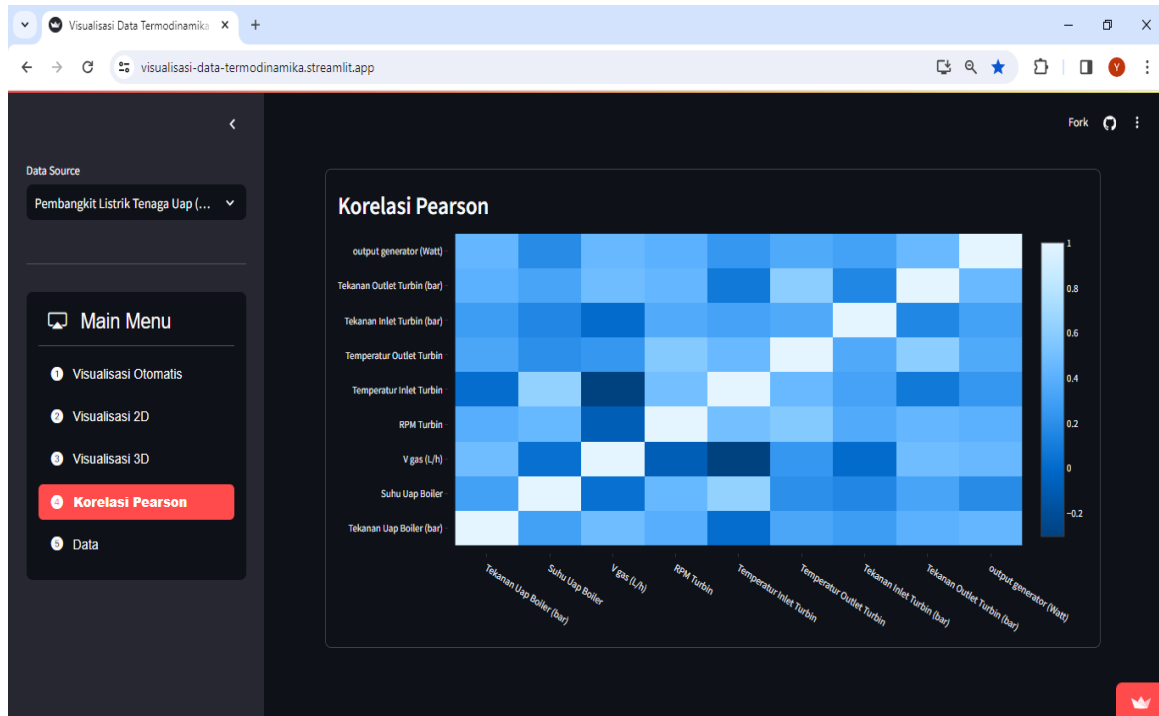 Visualisasi Data Termodinamika
visualisasi-data-termodinamika.streamlit.app
Y
Fork
Data Source
Pembangkit Listrik Tenaga Uap (...
Main Menu
1 Visualisasi Otomatis
2 Visualisasi 2D
3 Visualisasi 3D
4 Korelasi Pearson
5 Data
Korelasi Pearson
output generator (Watt)
Tekanan Outlet Turbin (bar)
Tekanan Inlet Turbin (bar)
Temperatur Outlet Turbin
Temperatur Inlet Turbin
RPM Turbin
V gas (L/h)
Suhu Uap Boiler
Tekanan Uap Boiler (bar)
Tekanan Uap Boiler (bar)
Suhu Uap Boiler
V gas (L/h)
RPM Turbin
Temperatur Inlet Turbin
Temperatur Outlet Turbin
Tekanan Inlet Turbin (bar)
Tekanan Outlet Turbin (bar)
output generator (Watt)
1
0.8
0.6
0.4
0.2
0
−0.2